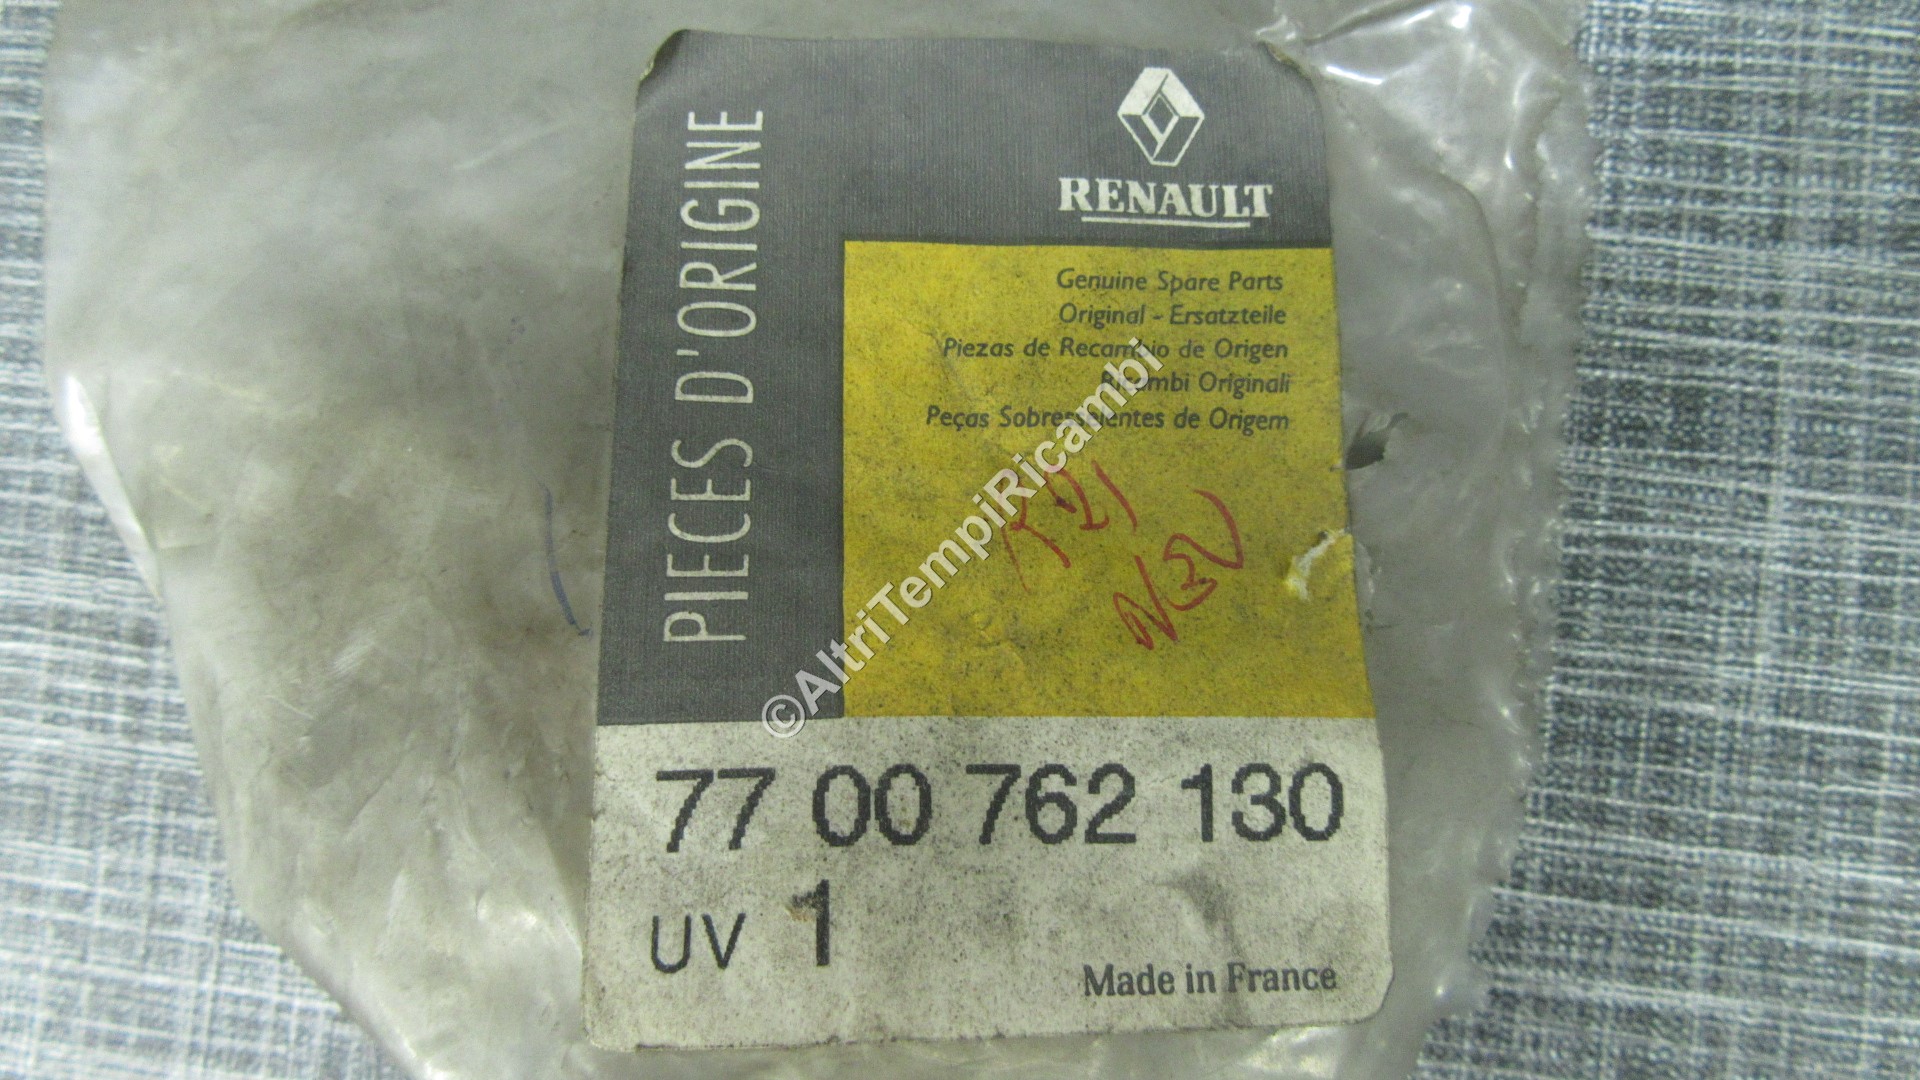 PIECES D'ORIGINE
RENAULT
Genuine Spare Parts
Original - Ersatzteile
Piezas de Recambio de Origen
Ricambi Originali
Peças Sobressalentes de Origem
R21
©AltriTempiRicambi
77 00 762 130
UV 1
Made in France